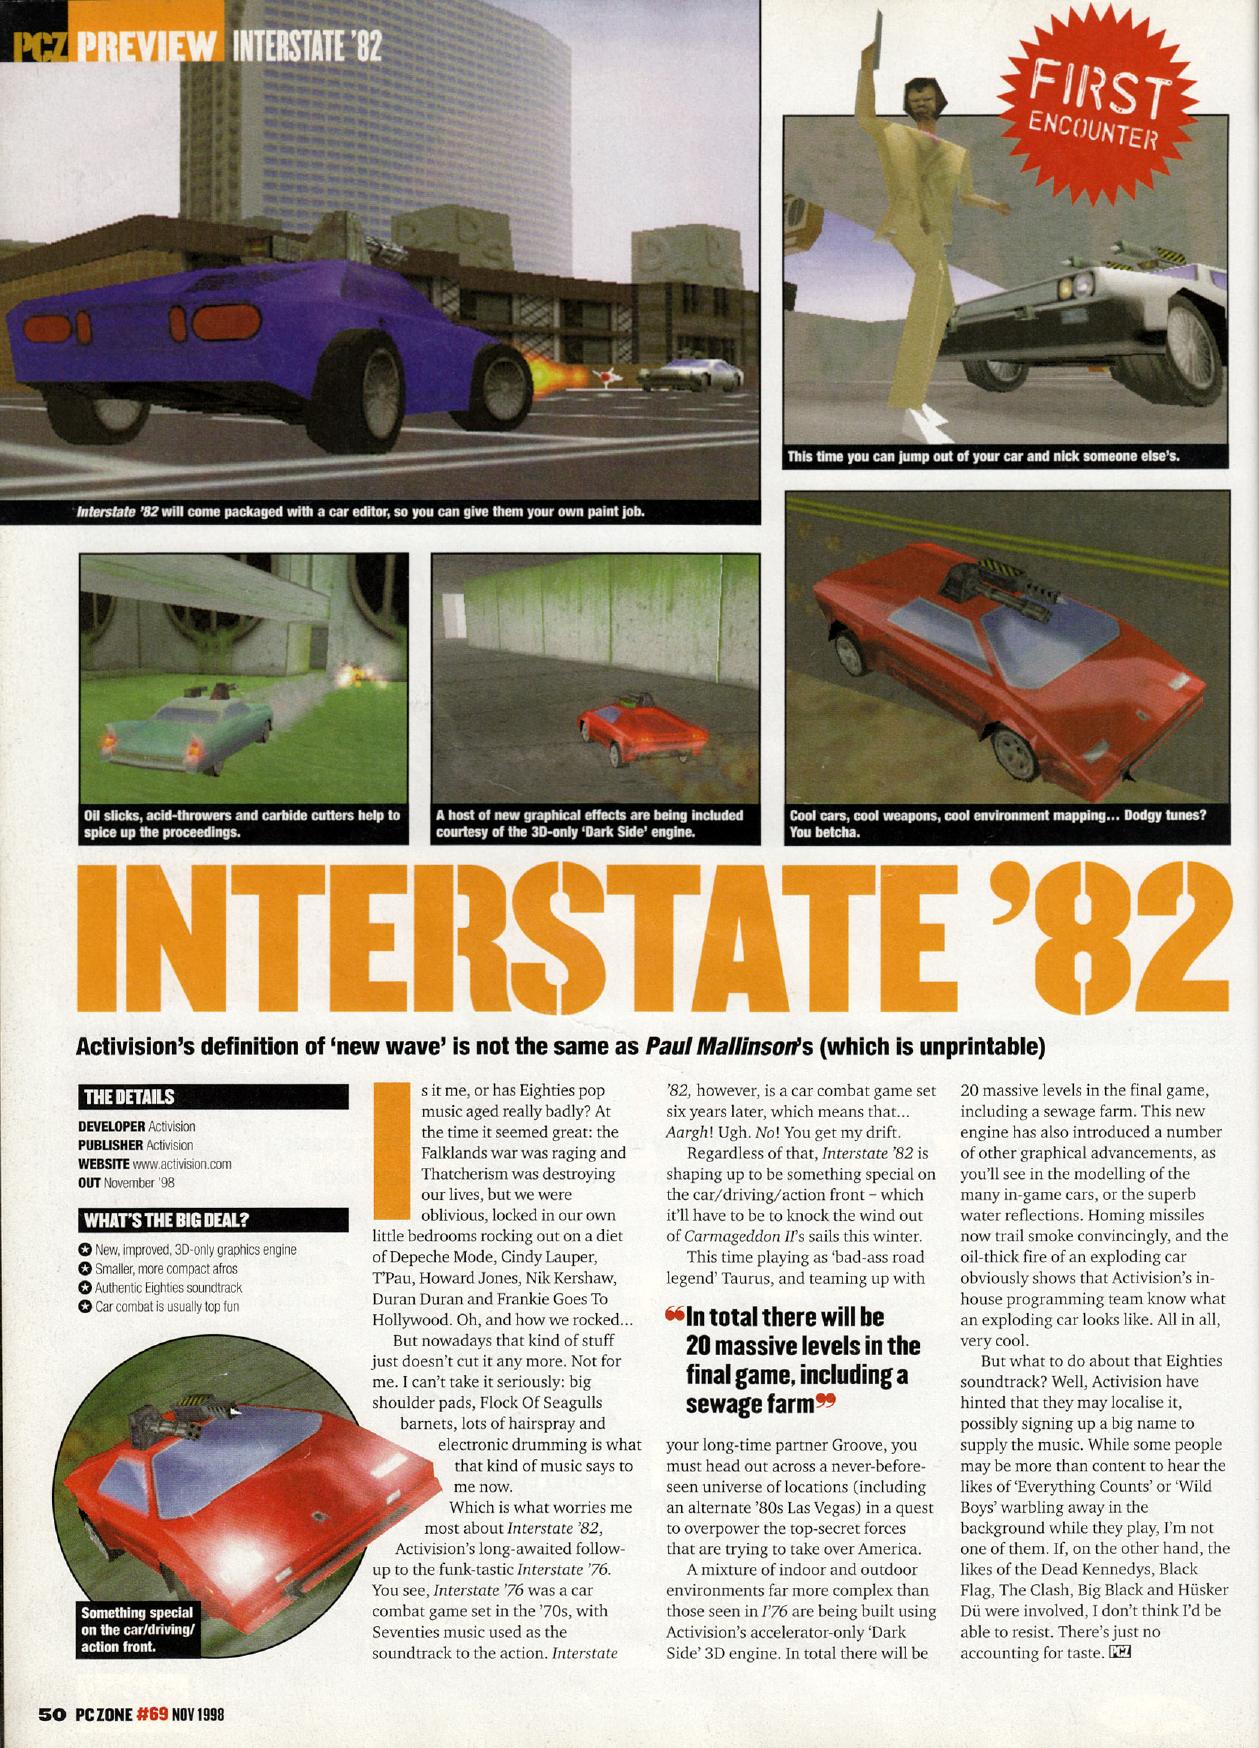 PCZ PREVIEW INTERSTATE '82
FIRST
ENCOUNTER
Interstate '82 will come packaged with a car editor, so you can give them your own paint job.
This time you can jump out of your car and nick someone else's.
Oil slicks, acid-throwers and carbide cutters help to
spice up the proceedings.
A host of new graphical effects are being included
courtesy of the 3D-only 'Dark Side' engine.
Cool cars, cool weapons, cool environment mapping... Dodgy tunes?
You betcha.
INTERSTATE '82
Activision's definition of 'new wave' is not the same as Paul Mallinson's (which is unprintable)
THE DETAILS
DEVELOPER Activision
PUBLISHER Activision
WEBSITE www.activision.com
OUT November '98
WHAT'S THE BIG DEAL?
New, improved, 3D-only graphics engine
Smaller, more compact afros
Authentic Eighties soundtrack
Car combat is usually top fun
Something special
on the car/driving/
action front.
Is it me, or has Eighties pop
music aged really badly? At
the time it seemed great: the
Falklands war was raging and
Thatcherism was destroying
our lives, but we were
oblivious, locked in our own
little bedrooms rocking out on a diet
of Depeche Mode, Cindy Lauper,
T'Pau, Howard Jones, Nik Kershaw,
Duran Duran and Frankie Goes To
Hollywood. Oh, and how we rocked...
But nowadays that kind of stuff
just doesn't cut it any more. Not for
me. I can't take it seriously: big
shoulder pads, Flock Of Seagulls
barnets, lots of hairspray and
electronic drumming is what
that kind of music says to
me now.
Which is what worries me
most about Interstate '82,
Activision's long-awaited follow-
up to the funk-tastic Interstate '76.
You see, Interstate '76 was a car
combat game set in the '70s, with
Seventies music used as the
soundtrack to the action. Interstate
'82, however, is a car combat game set
six years later, which means that...
Aargh! Ugh. No! You get my drift.
Regardless of that, Interstate '82 is
shaping up to be something special on
the car/driving/action front – which
it'll have to be to knock the wind out
of Carmageddon II's sails this winter.
This time playing as 'bad-ass road
legend' Taurus, and teaming up with
“In total there will be
20 massive levels in the
final game, including a
sewage farm”
your long-time partner Groove, you
must head out across a never-before-
seen universe of locations (including
an alternate '80s Las Vegas) in a quest
to overpower the top-secret forces
that are trying to take over America.
A mixture of indoor and outdoor
environments far more complex than
those seen in I'76 are being built using
Activision's accelerator-only 'Dark
Side' 3D engine. In total there will be
20 massive levels in the final game,
including a sewage farm. This new
engine has also introduced a number
of other graphical advancements, as
you'll see in the modelling of the
many in-game cars, or the superb
water reflections. Homing missiles
now trail smoke convincingly, and the
oil-thick fire of an exploding car
obviously shows that Activision's in-
house programming team know what
an exploding car looks like. All in all,
very cool.
But what to do about that Eighties
soundtrack? Well, Activision have
hinted that they may localise it,
possibly signing up a big name to
supply the music. While some people
may be more than content to hear the
likes of 'Everything Counts' or 'Wild
Boys' warbling away in the
background while they play, I'm not
one of them. If, on the other hand, the
likes of the Dead Kennedys, Black
Flag, The Clash, Big Black and Hüsker
Dü were involved, I don't think I'd be
able to resist. There's just no
accounting for taste. PCZ
50 PC ZONE #69 NOV 1998